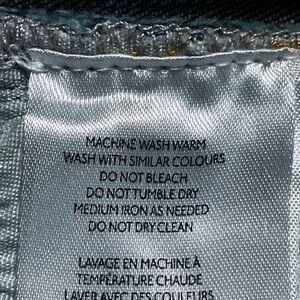 MACHINE WASH WARM
WASH WITH SIMILAR COLOURS
DO NOT BLEACH
DO NOT TUMBLE DRY
MEDIUM IRON AS NEEDED
DO NOT DRY CLEAN
LAVAGE EN MACHINE À
TEMPÉRATURE CHAUDE
LAVER AVEC DES COULEURS